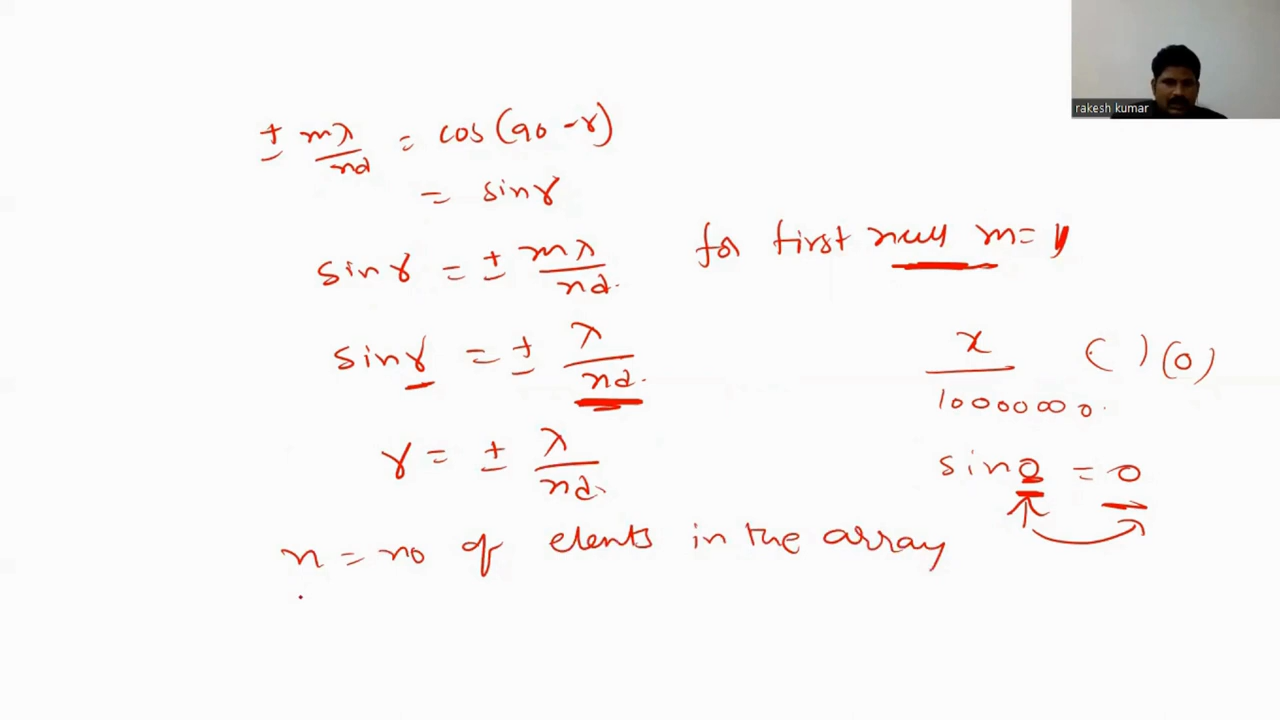 rakesh kumar
± mλ/nd = cos(90 - γ)
= sinγ
sinγ = ± mλ/nd. for first null m=1
sinγ = ± λ/nd.
x/10000000. ( ) (0)
γ = ± λ/nd.
sin0 = 0
n = no of elents in the array